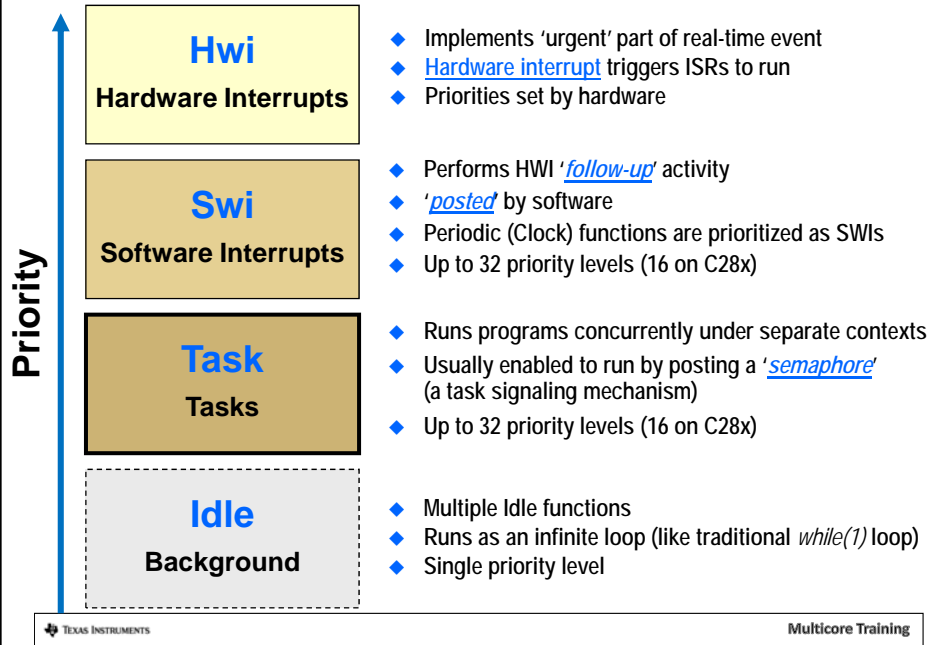 Priority
Hwi
Hardware Interrupts
◆ Implements ‘urgent’ part of real-time event
◆ Hardware interrupt triggers ISRs to run
◆ Priorities set by hardware
Swi
Software Interrupts
◆ Performs HWI ‘follow-up’ activity
◆ ‘posted’ by software
◆ Periodic (Clock) functions are prioritized as SWIs
◆ Up to 32 priority levels (16 on C28x)
Task
Tasks
◆ Runs programs concurrently under separate contexts
◆ Usually enabled to run by posting a ‘semaphore’
(a task signaling mechanism)
◆ Up to 32 priority levels (16 on C28x)
Idle
Background
◆ Multiple Idle functions
◆ Runs as an infinite loop (like traditional while(1) loop)
◆ Single priority level
TEXAS INSTRUMENTS
Multicore Training